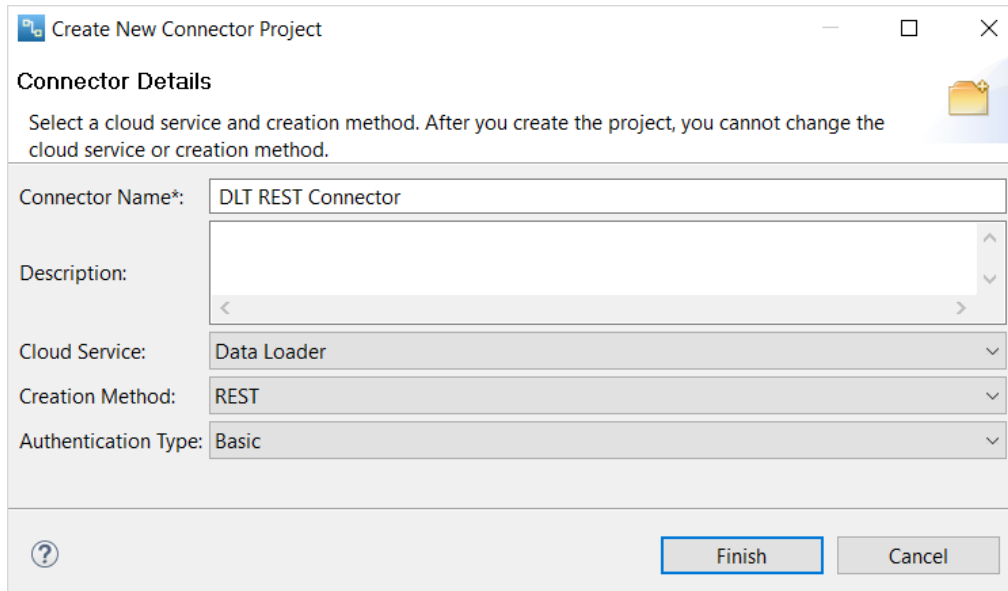 Create New Connector Project
Connector Details
Select a cloud service and creation method. After you create the project, you cannot change the
cloud service or creation method.
Connector Name*: DLT REST Connector
Description:
Cloud Service: Data Loader
Creation Method: REST
Authentication Type: Basic
? Finish Cancel